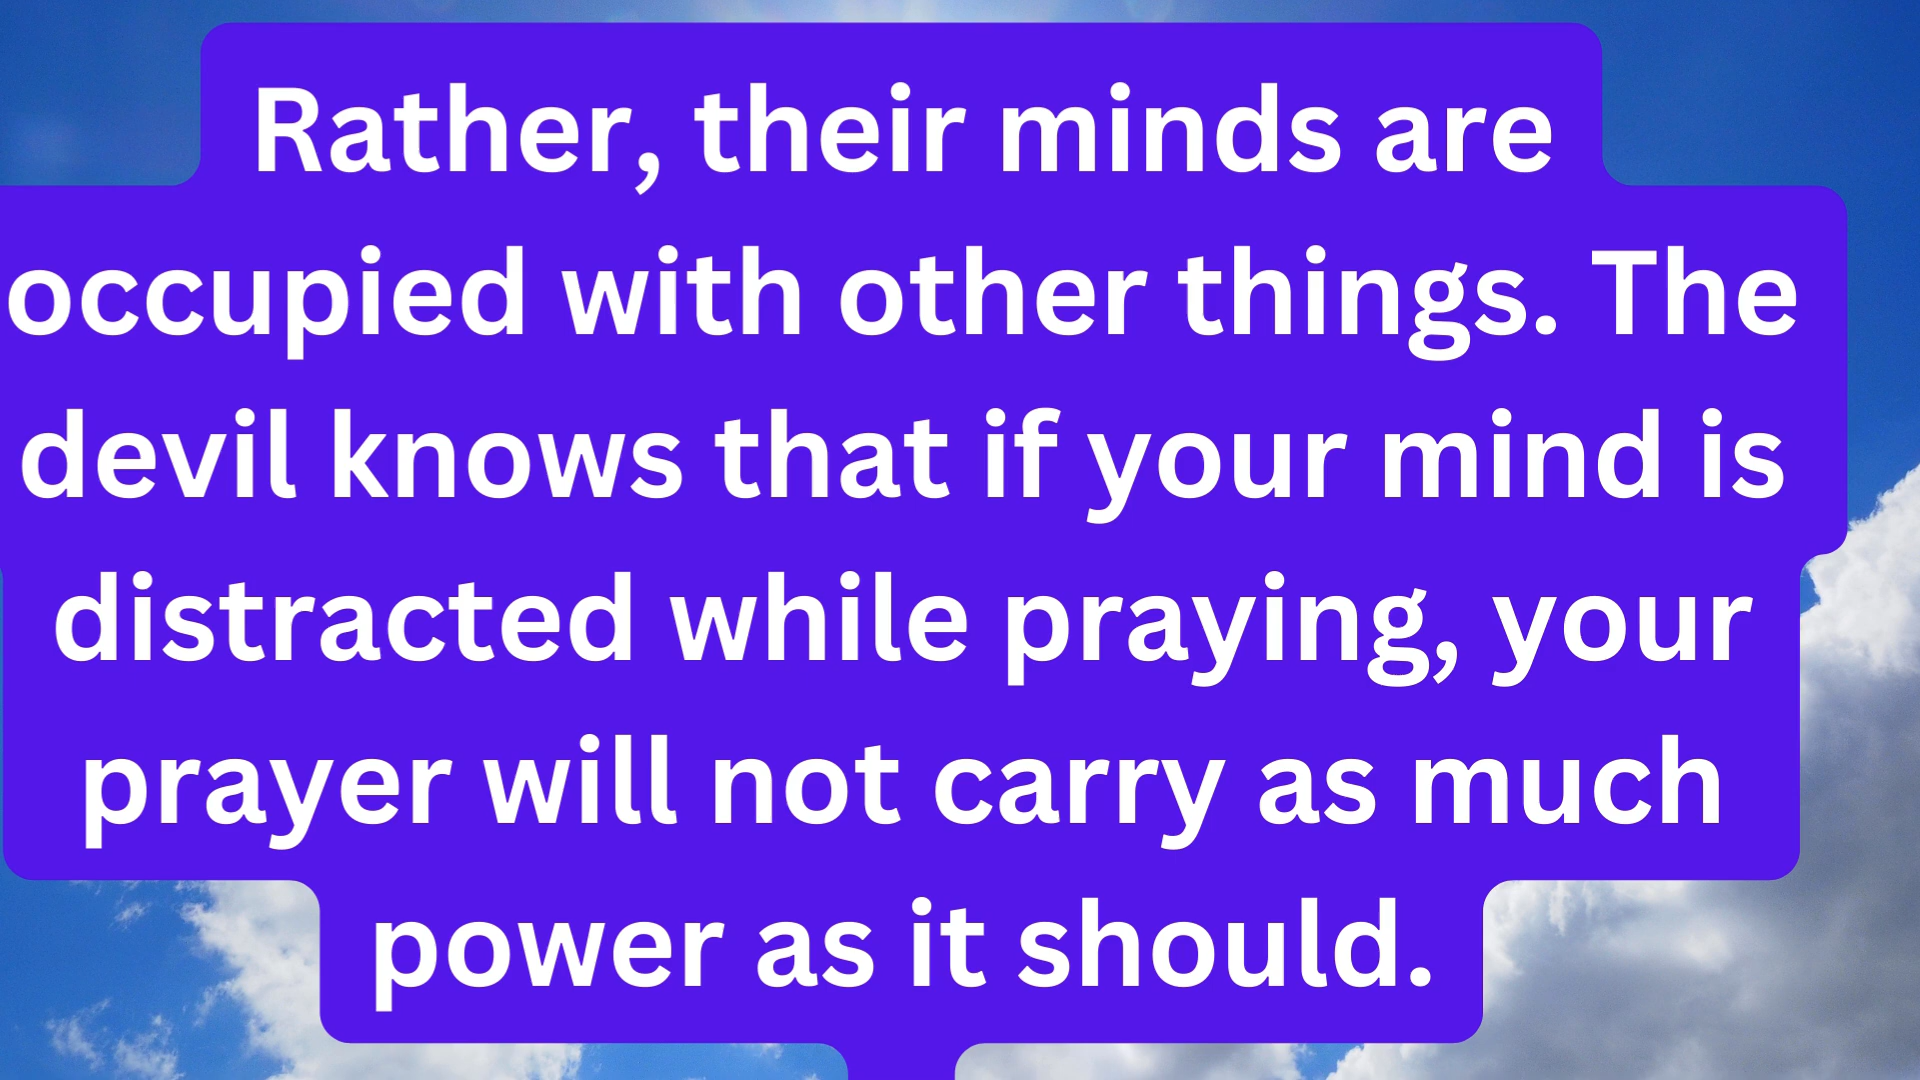 Rather, their minds are
occupied with other things. The
devil knows that if your mind is
distracted while praying, your
prayer will not carry as much
power as it should.